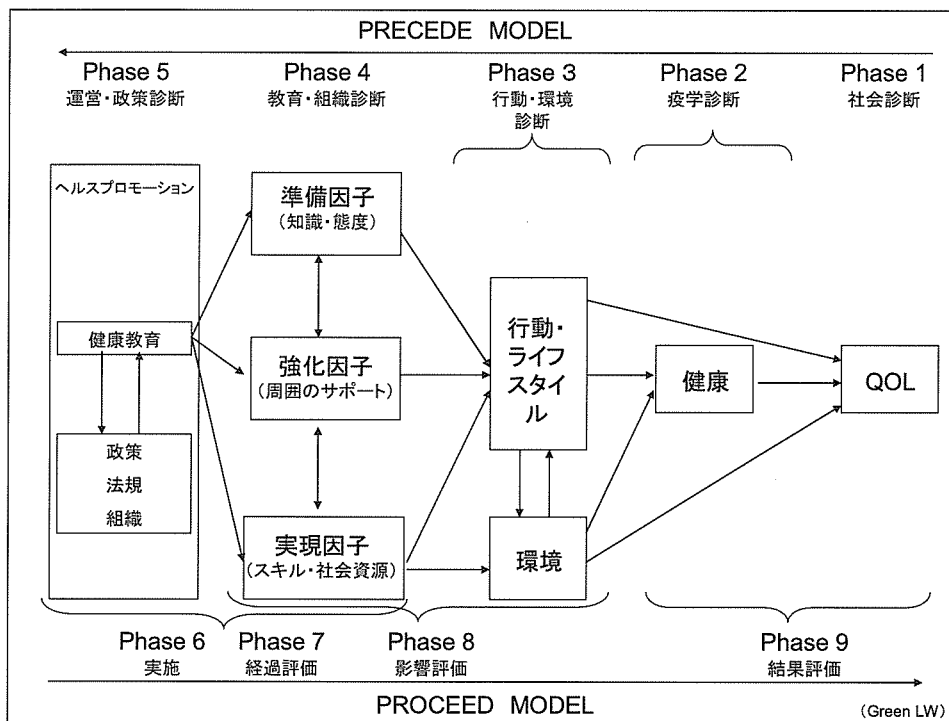 PRECEDE MODEL
Phase 5
運営・政策診断
Phase 4
教育・組織診断
Phase 3
行動・環境
診断
Phase 2
疫学診断
Phase 1
社会診断
ヘルスプロモーション
健康教育
政策
法規
組織
準備因子
(知識・態度)
強化因子
(周囲のサポート)
実現因子
(スキル・社会資源)
行動・
ライフ
スタイ
ル
環境
健康
QOL
Phase 6
実施
Phase 7
経過評価
Phase 8
影響評価
Phase 9
結果評価
PROCEED MODEL
(Green LW)